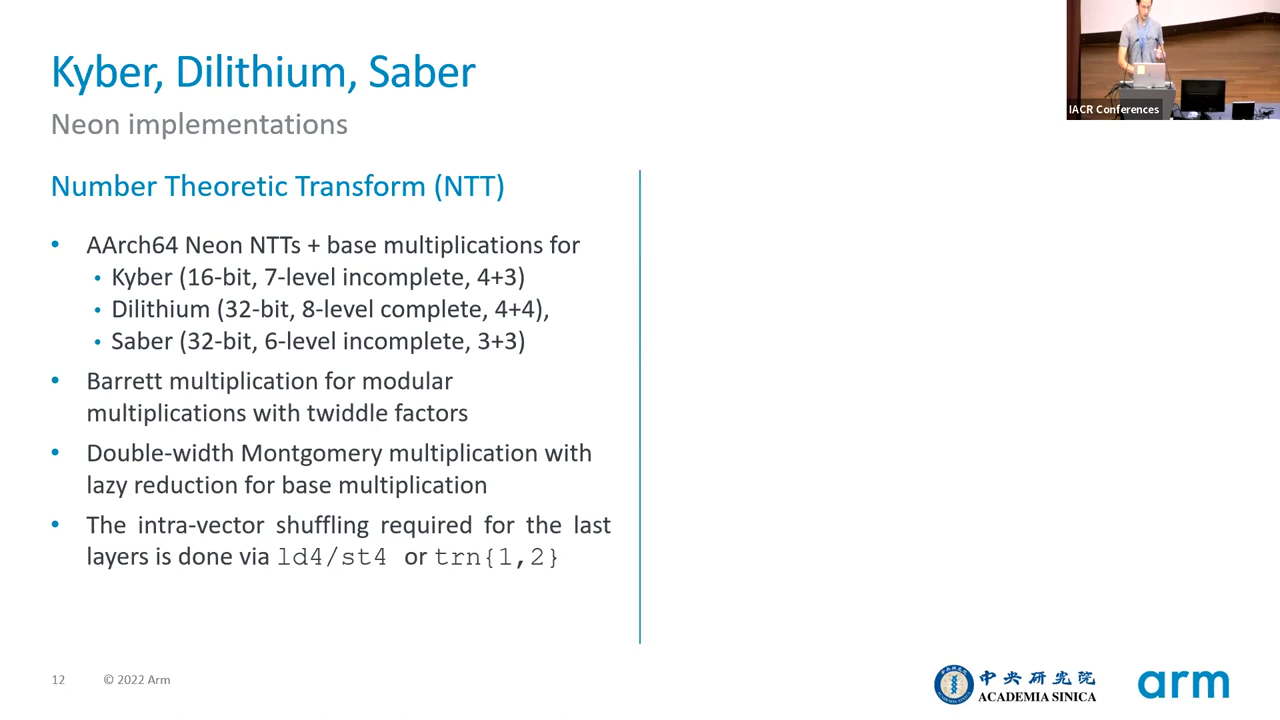 Kyber, Dilithium, Saber
Neon implementations
Number Theoretic Transform (NTT)
• AArch64 Neon NTTs + base multiplications for
• Kyber (16-bit, 7-level incomplete, 4+3)
• Dilithium (32-bit, 8-level complete, 4+4),
• Saber (32-bit, 6-level incomplete, 3+3)
• Barrett multiplication for modular
multiplications with twiddle factors
• Double-width Montgomery multiplication with
lazy reduction for base multiplication
• The intra-vector shuffling required for the last
layers is done via ld4/st4 or trn{1,2}
IACR Conferences
12 © 2022 Arm
中央研究院
ACADEMIA SINICA
arm